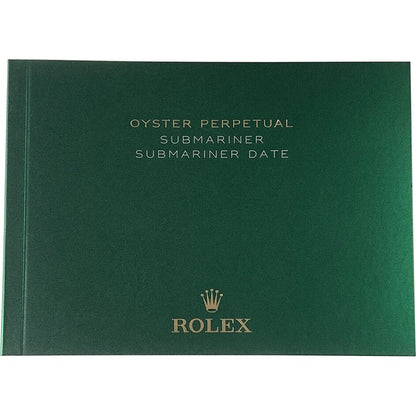 OYSTER PERPETUAL
SUBMARINER
SUBMARINER DATE
ROLEX